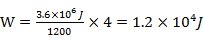 W = 3.6×10⁶J/1200 × 4 = 1.2 × 10⁴J